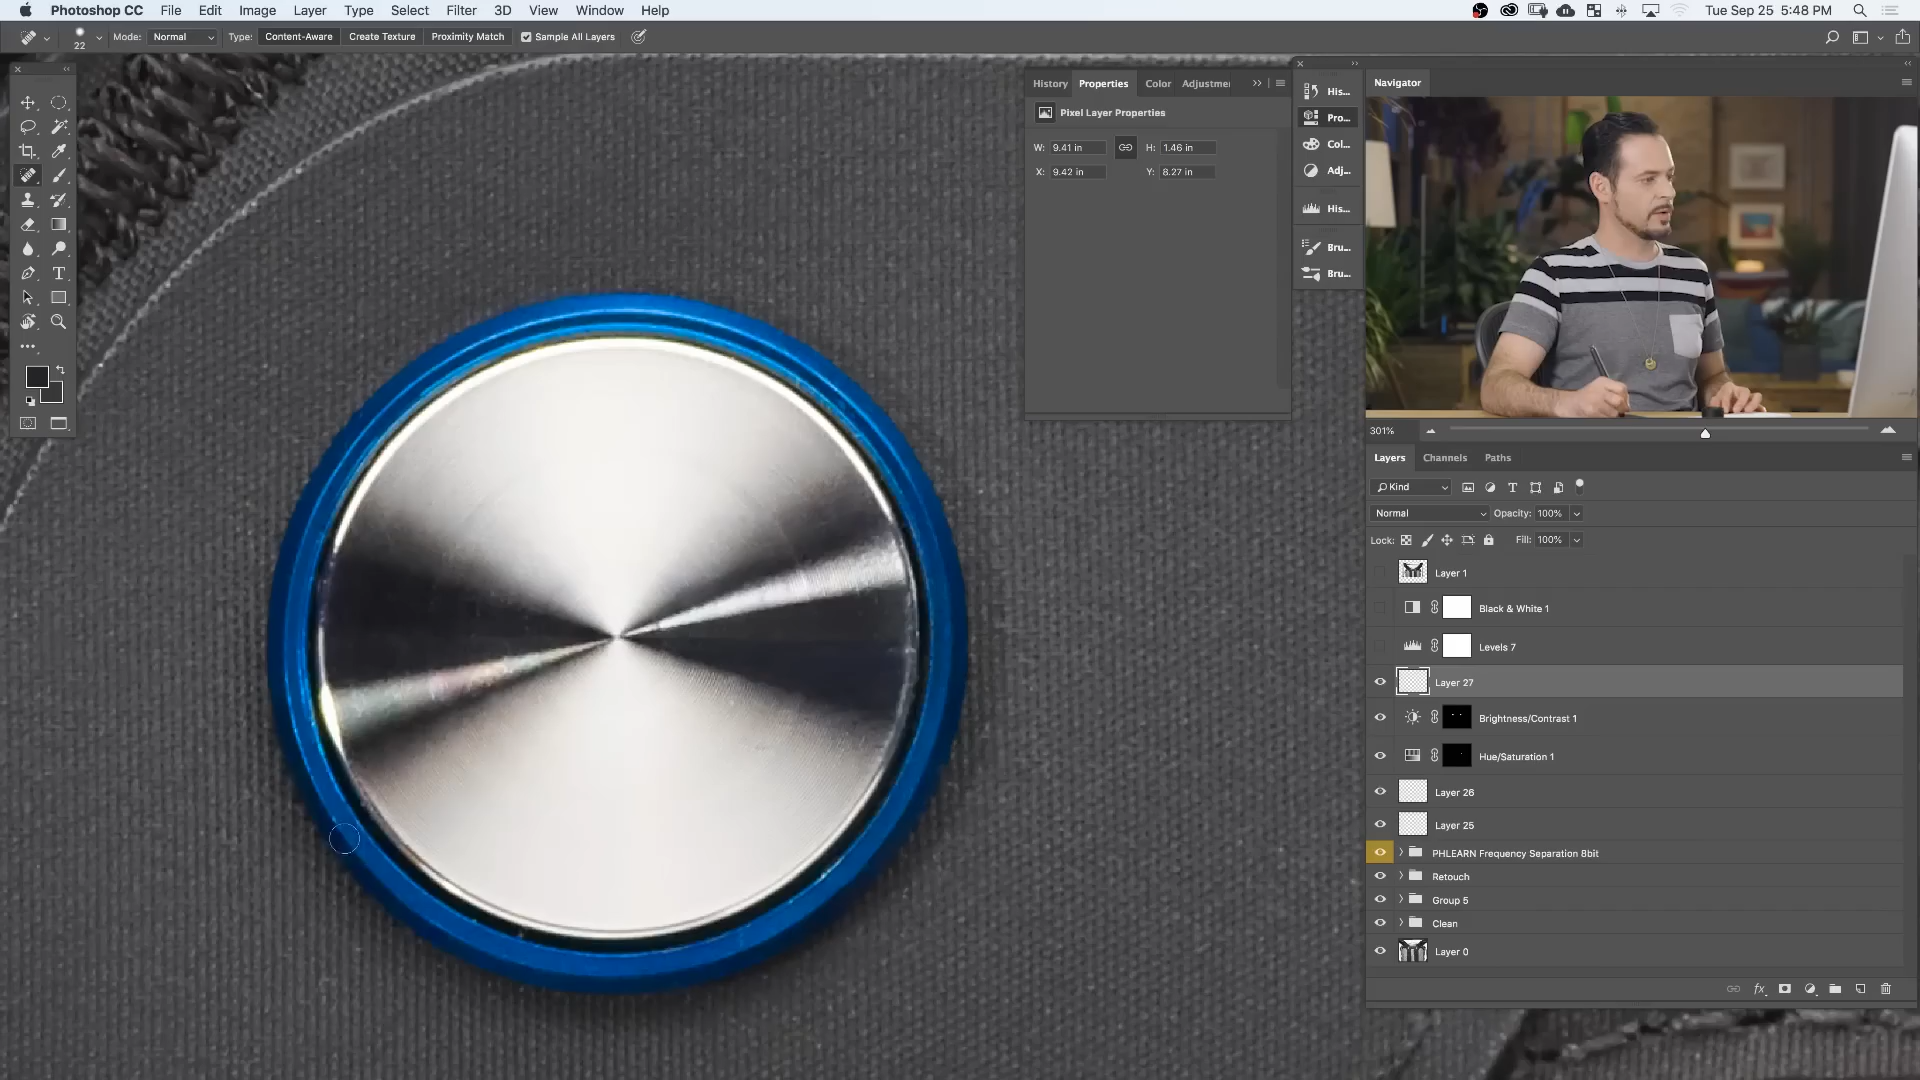 Photoshop CC File Edit Image Layer Type Select Filter 3D View Window Help Tue Sep 25 5:48 PM
22 Mode: Normal Type: Content-Aware Create Texture Proximity Match Sample All Layers
History Properties Color Adjustmer
Pixel Layer Properties
W: 9.41 in H: 1.46 in
X: 9.42 in Y: 8.27 in
His...
Pro...
Col...
Adj...
His...
Bru...
Bru...
Navigator
301%
Layers Channels Paths
Kind
Normal Opacity: 100%
Lock: Fill: 100%
Layer 1
Black & White 1
Levels 7
Layer 27
Brightness/Contrast 1
Hue/Saturation 1
Layer 26
Layer 25
PHLEARN Frequency Separation 8bit
Retouch
Group 5
Clean
Layer 0
fx